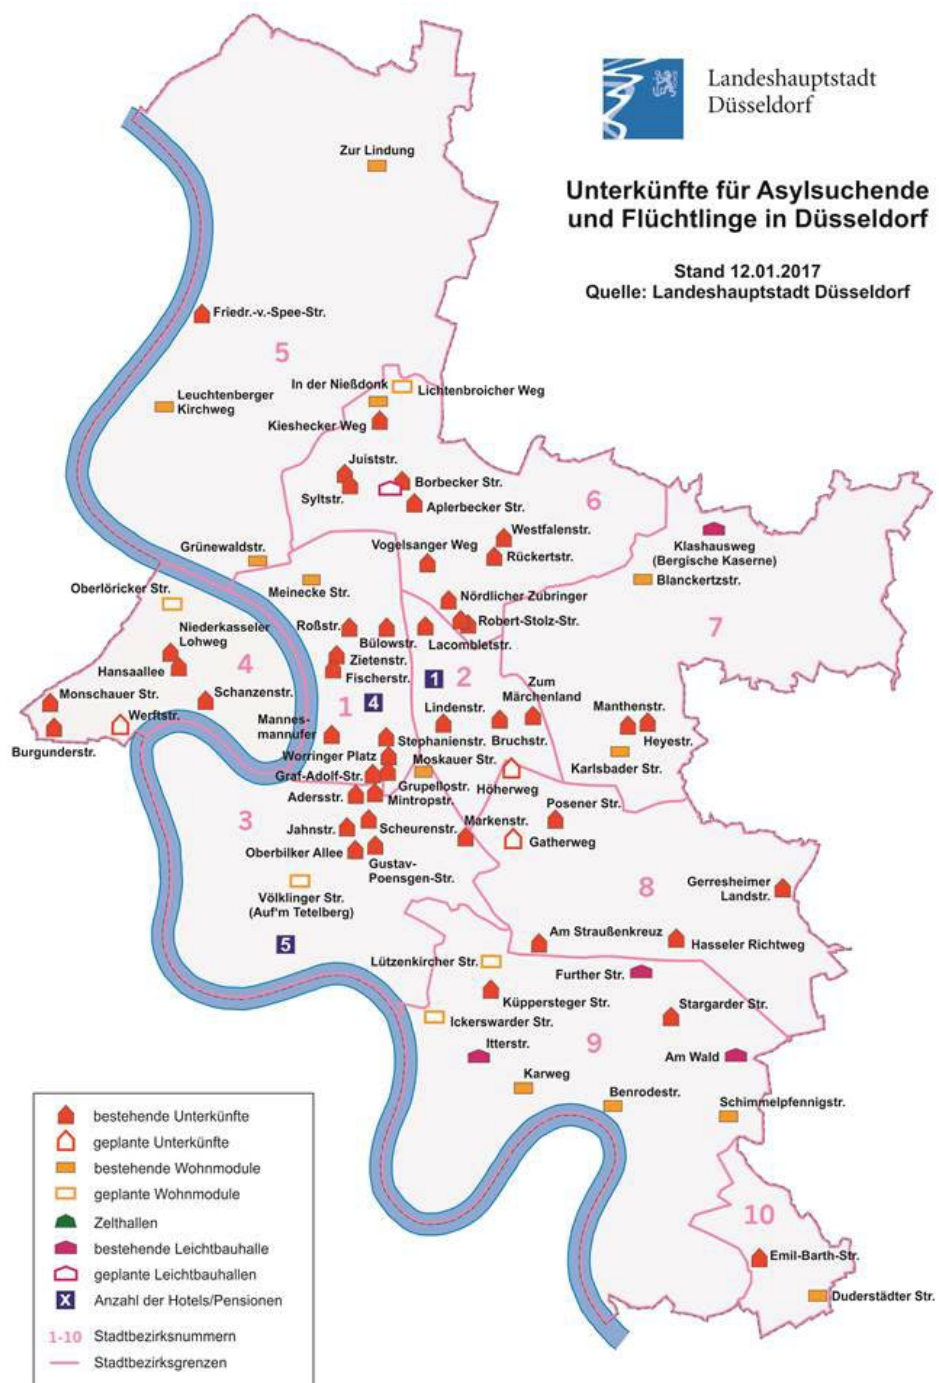 Landeshauptstadt
Düsseldorf
Unterkünfte für Asylsuchende
und Flüchtlinge in Düsseldorf
Stand 12.01.2017
Quelle: Landeshauptstadt Düsseldorf
Zur Lindung
Friedr.-v.-Spee-Str.
5
In der Nießdonk
Lichtenbroicher Weg
Leuchtenberger
Kirchweg
Kieshecker Weg
Juiststr.
Borbecker Str.
Syltstr.
Aplerbecker Str.
6
Westfalenstr.
Vogelsanger Weg
Rückertstr.
Klashausweg
(Bergische Kaserne)
Blanckertzstr.
Grünewaldstr.
Meinecke Str.
Oberlöricker Str.
Nördlicher Zubringer
Niederkasseler
Lohweg
Roßstr.
Bülowstr.
Robert-Stolz-Str.
Lacombletstr.
7
Hansaallee
4
Zietenstr.
Fischerstr.
1
2
Zum
Märchenland
Monschauer Str.
Schanzenstr.
1
4
Lindenstr.
Manthenstr.
Werftstr.
Mannes-
mannufer
Bruchstr.
Heyestr.
Burgunderstr.
Stephanienstr.
Worringer Platz
Moskauer Str.
Karlsbader Str.
Graf-Adolf-Str.
Grupellostr.
Höherweg
Adersstr.
Mintropstr.
Posener Str.
3
Jahnstr.
Scheurenstr.
Markenstr.
Gatherweg
Oberbilker Allee
Gustav-
Poensgen-Str.
Gerresheimer
Landstr.
8
Völklinger Str.
(Auf'm Tetelberg)
5
Am Straußenkreuz
Hasseler Richtweg
Lützenkircher Str.
Further Str.
Küppersteger Str.
Stargarder Str.
Ickerswarder Str.
9
Itterstr.
Am Wald
Karweg
Benrodestr.
Schimmelpfennigstr.
10
Emil-Barth-Str.
Duderstädter Str.
bestehende Unterkünfte
geplante Unterkünfte
bestehende Wohnmodule
geplante Wohnmodule
Zelthallen
bestehende Leichtbauhalle
geplante Leichtbauhallen
X Anzahl der Hotels/Pensionen
1-10 Stadtbezirksnummern
Stadtbezirksgrenzen